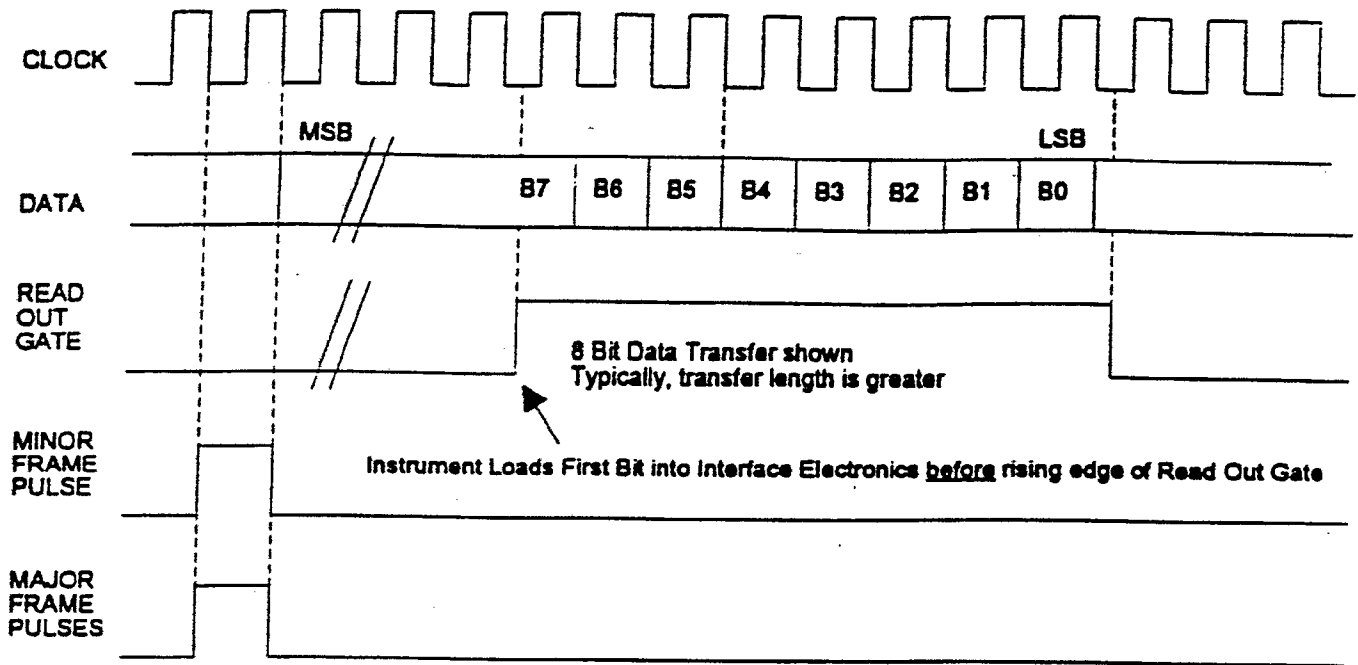 CLOCK
MSB
LSB
DATA
B7 B6 B5 B4 B3 B2 B1 B0
READ
OUT
GATE
8 Bit Data Transfer shown
Typically, transfer length is greater
MINOR
FRAME
PULSE
Instrument Loads First Bit into Interface Electronics before rising edge of Read Out Gate
MAJOR
FRAME
PULSES